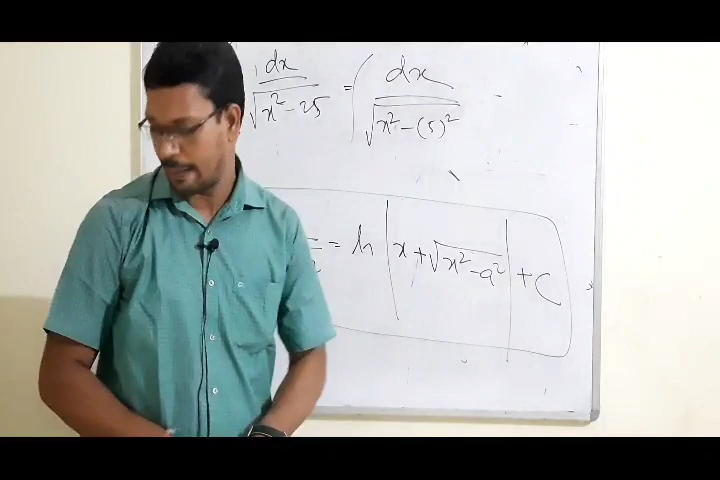 dx/√(x² - 25) = ∫ dx/√(x² - (5)²)
= ln |x + √(x² - a²)| + C